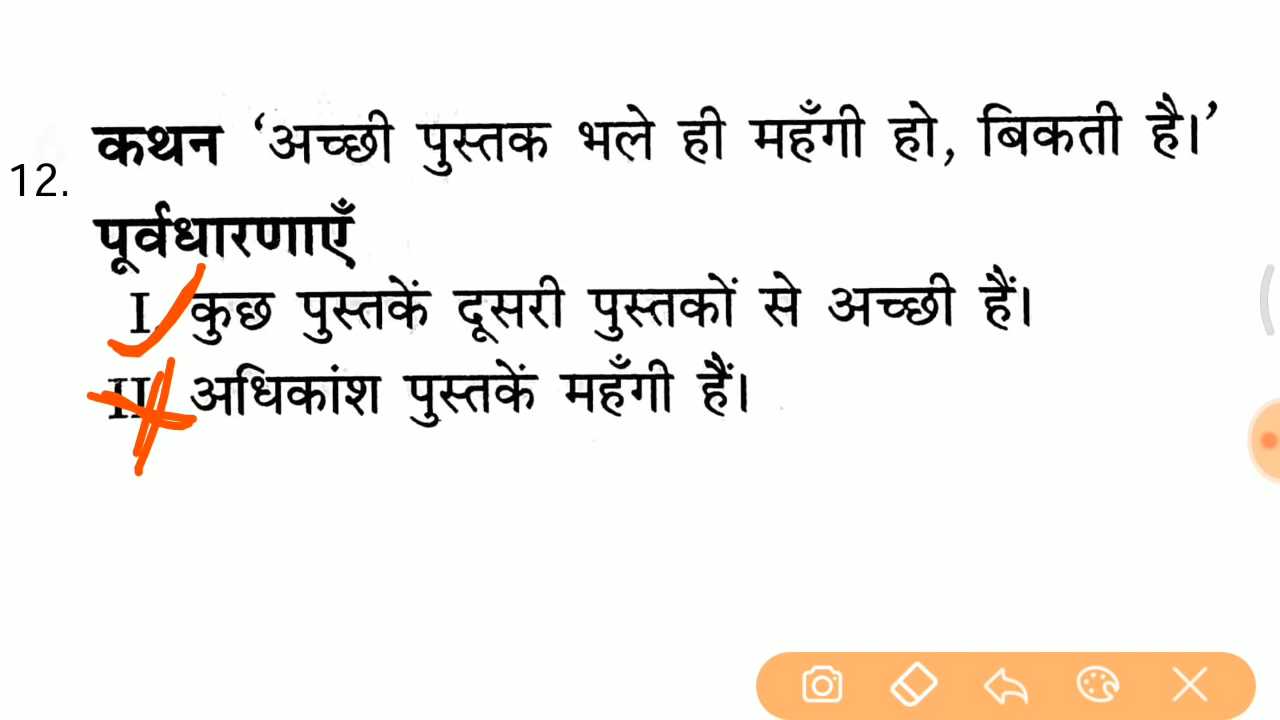 कथन ‘अच्छी पुस्तक भले ही महँगी हो, बिकती है।’
12.
पूर्वधारणाएँ
I. कुछ पुस्तकें दूसरी पुस्तकों से अच्छी हैं।
II. अधिकांश पुस्तकें महँगी हैं।